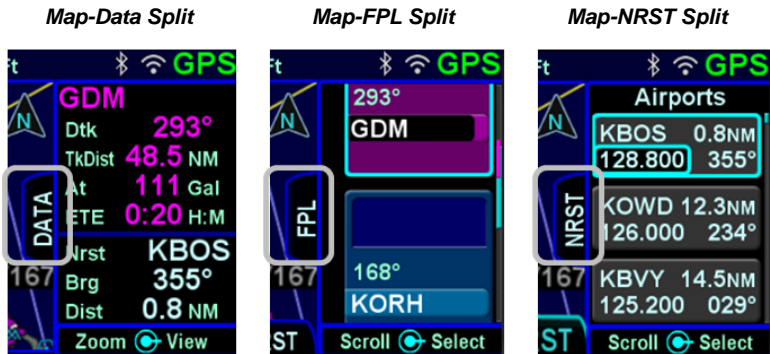 Map-Data Split
Map-FPL Split
Map-NRST Split
Ft
GPS
GDM
N
Dtk 293°
TkDist 48.5 NM
At 111 Gal
ETE 0:20 H:M
DATA
Nrst KBOS
167
Brg 355°
Dist 0.8 NM
Zoom View
Ft
GPS
293°
N
GDM
FPL
167
168°
KORH
ST
Scroll Select
Ft
GPS
Airports
N
KBOS 0.8NM
128.800 355°
NRST
KOWD 12.3NM
126.000 234°
167
KBVY 14.5NM
125.200 029°
ST
Scroll Select